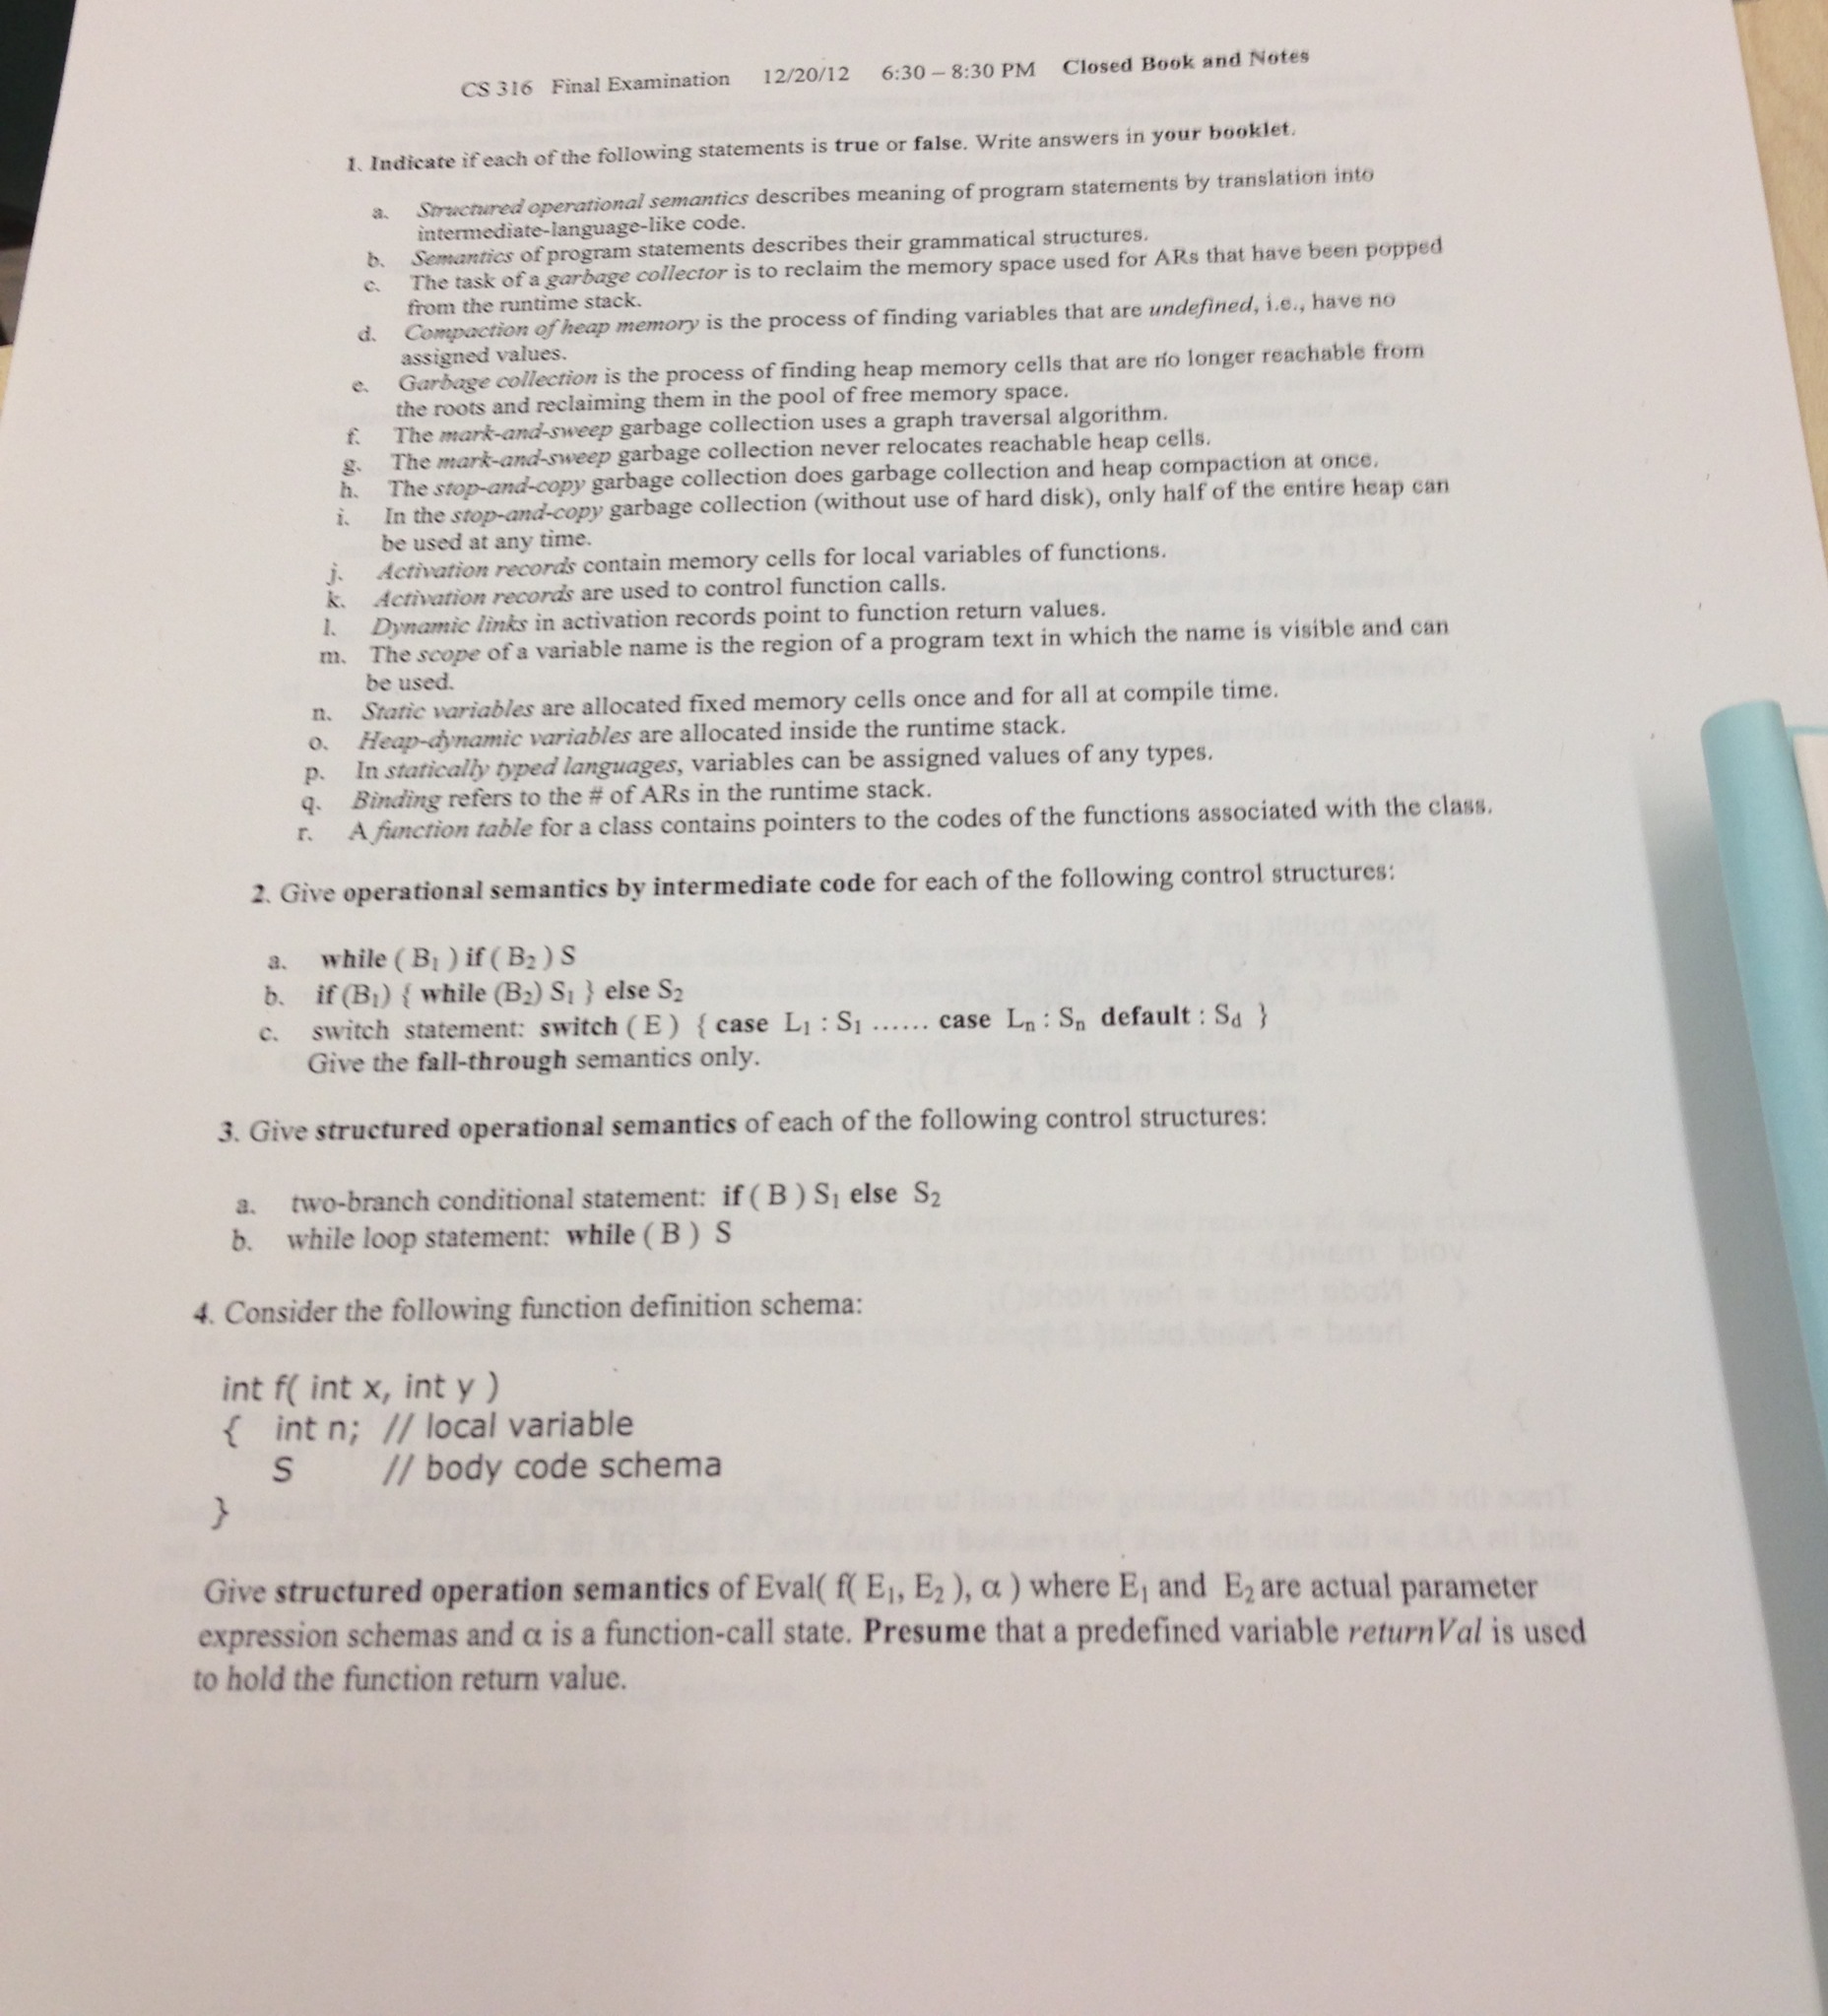 CS 316 Final Examination 12/20/12 6:30 – 8:30 PM Closed Book and Notes
1. Indicate if each of the following statements is true or false. Write answers in your booklet.
a. Structured operational semantics describes meaning of program statements by translation into
intermediate-language-like code.
b. Semantics of program statements describes their grammatical structures.
c. The task of a garbage collector is to reclaim the memory space used for ARs that have been popped
from the runtime stack.
d. Compaction of heap memory is the process of finding variables that are undefined, i.e., have no
assigned values.
e. Garbage collection is the process of finding heap memory cells that are no longer reachable from
the roots and reclaiming them in the pool of free memory space.
f. The mark-and-sweep garbage collection uses a graph traversal algorithm.
g. The mark-and-sweep garbage collection never relocates reachable heap cells.
h. The stop-and-copy garbage collection does garbage collection and heap compaction at once.
i. In the stop-and-copy garbage collection (without use of hard disk), only half of the entire heap can
be used at any time.
j. Activation records contain memory cells for local variables of functions.
k. Activation records are used to control function calls.
l. Dynamic links in activation records point to function return values.
m. The scope of a variable name is the region of a program text in which the name is visible and can
be used.
n. Static variables are allocated fixed memory cells once and for all at compile time.
o. Heap-dynamic variables are allocated inside the runtime stack.
p. In statically typed languages, variables can be assigned values of any types.
q. Binding refers to the # of ARs in the runtime stack.
r. A function table for a class contains pointers to the codes of the functions associated with the class.
2. Give operational semantics by intermediate code for each of the following control structures:
a. while ( B₁ ) if ( B₂ ) S
b. if (B₁) { while (B₂) S₁ } else S₂
c. switch statement: switch ( E ) { case L₁ : S₁ ...... case Lₙ : Sₙ default : S_d }
Give the fall-through semantics only.
3. Give structured operational semantics of each of the following control structures:
a. two-branch conditional statement: if ( B ) S₁ else S₂
b. while loop statement: while ( B ) S
4. Consider the following function definition schema:
int f( int x, int y )
{ int n; // local variable
S // body code schema
}
Give structured operation semantics of Eval( f( E₁, E₂ ), α ) where E₁ and E₂ are actual parameter
expression schemas and α is a function-call state. Presume that a predefined variable returnVal is used
to hold the function return value.